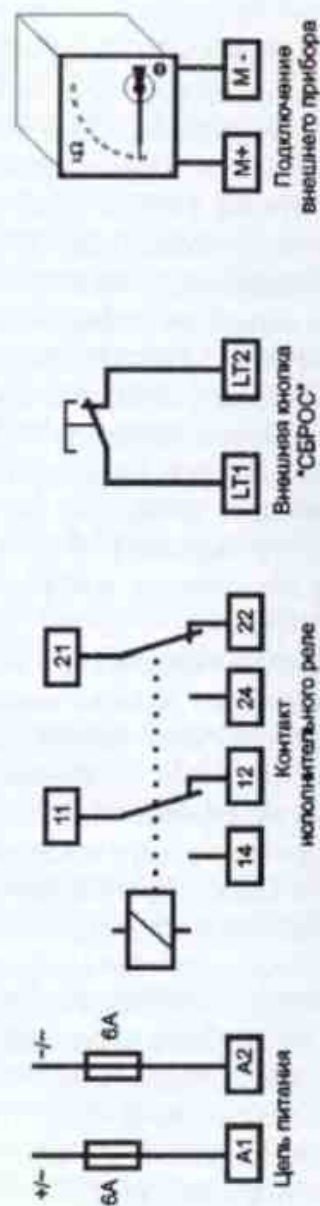 +/~ -/~
6A 6A
A1 A2
Цепь питания
11 21
14 12 24 22
Контакт
исполнительного реле
LT1 LT2
Внешняя кнопка
"СБРОС"
кΩ
M+ M -
Подключение
внешнего прибора